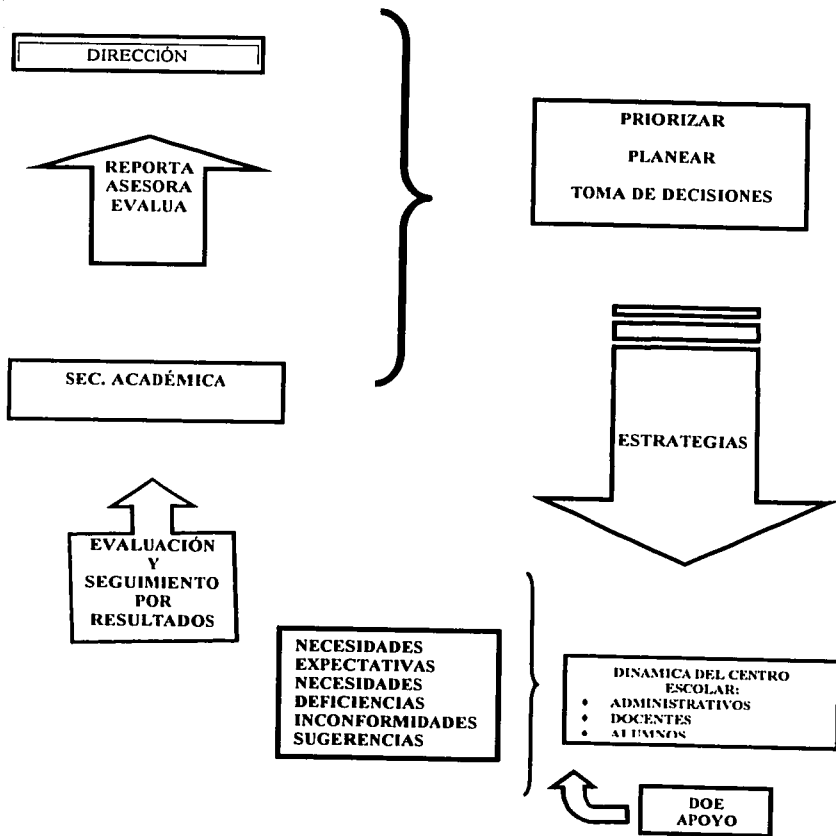 DIRECCIÓN
REPORTA
ASESORA
EVALUA
PRIORIZAR
PLANEAR
TOMA DE DECISIONES
SEC. ACADÉMICA
ESTRATEGIAS
EVALUACIÓN
Y
SEGUIMIENTO
POR
RESULTADOS
NECESIDADES
EXPECTATIVAS
NECESIDADES
DEFICIENCIAS
INCONFORMIDADES
SUGERENCIAS
DINAMICA DEL CENTRO
ESCOLAR:
♦ ADMINISTRATIVOS
♦ DOCENTES
♦ ALUMNOS
DOE
APOYO